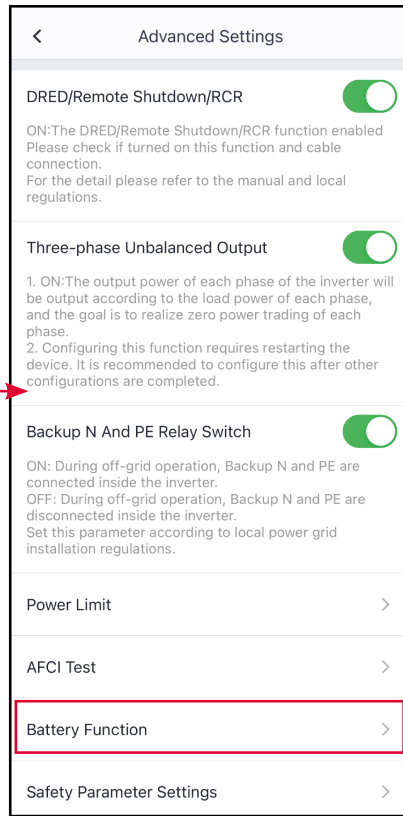 Advanced Settings
DRED/Remote Shutdown/RCR
ON:The DRED/Remote Shutdown/RCR function enabled
Please check if turned on this function and cable
connection.
For the detail please refer to the manual and local
regulations.
Three-phase Unbalanced Output
1. ON:The output power of each phase of the inverter will
be output according to the load power of each phase,
and the goal is to realize zero power trading of each
phase.
2. Configuring this function requires restarting the
device. It is recommended to configure this after other
configurations are completed.
Backup N And PE Relay Switch
ON: During off-grid operation, Backup N and PE are
connected inside the inverter.
OFF: During off-grid operation, Backup N and PE are
disconnected inside the inverter.
Set this parameter according to local power grid
installation regulations.
Power Limit
AFCI Test
Battery Function
Safety Parameter Settings